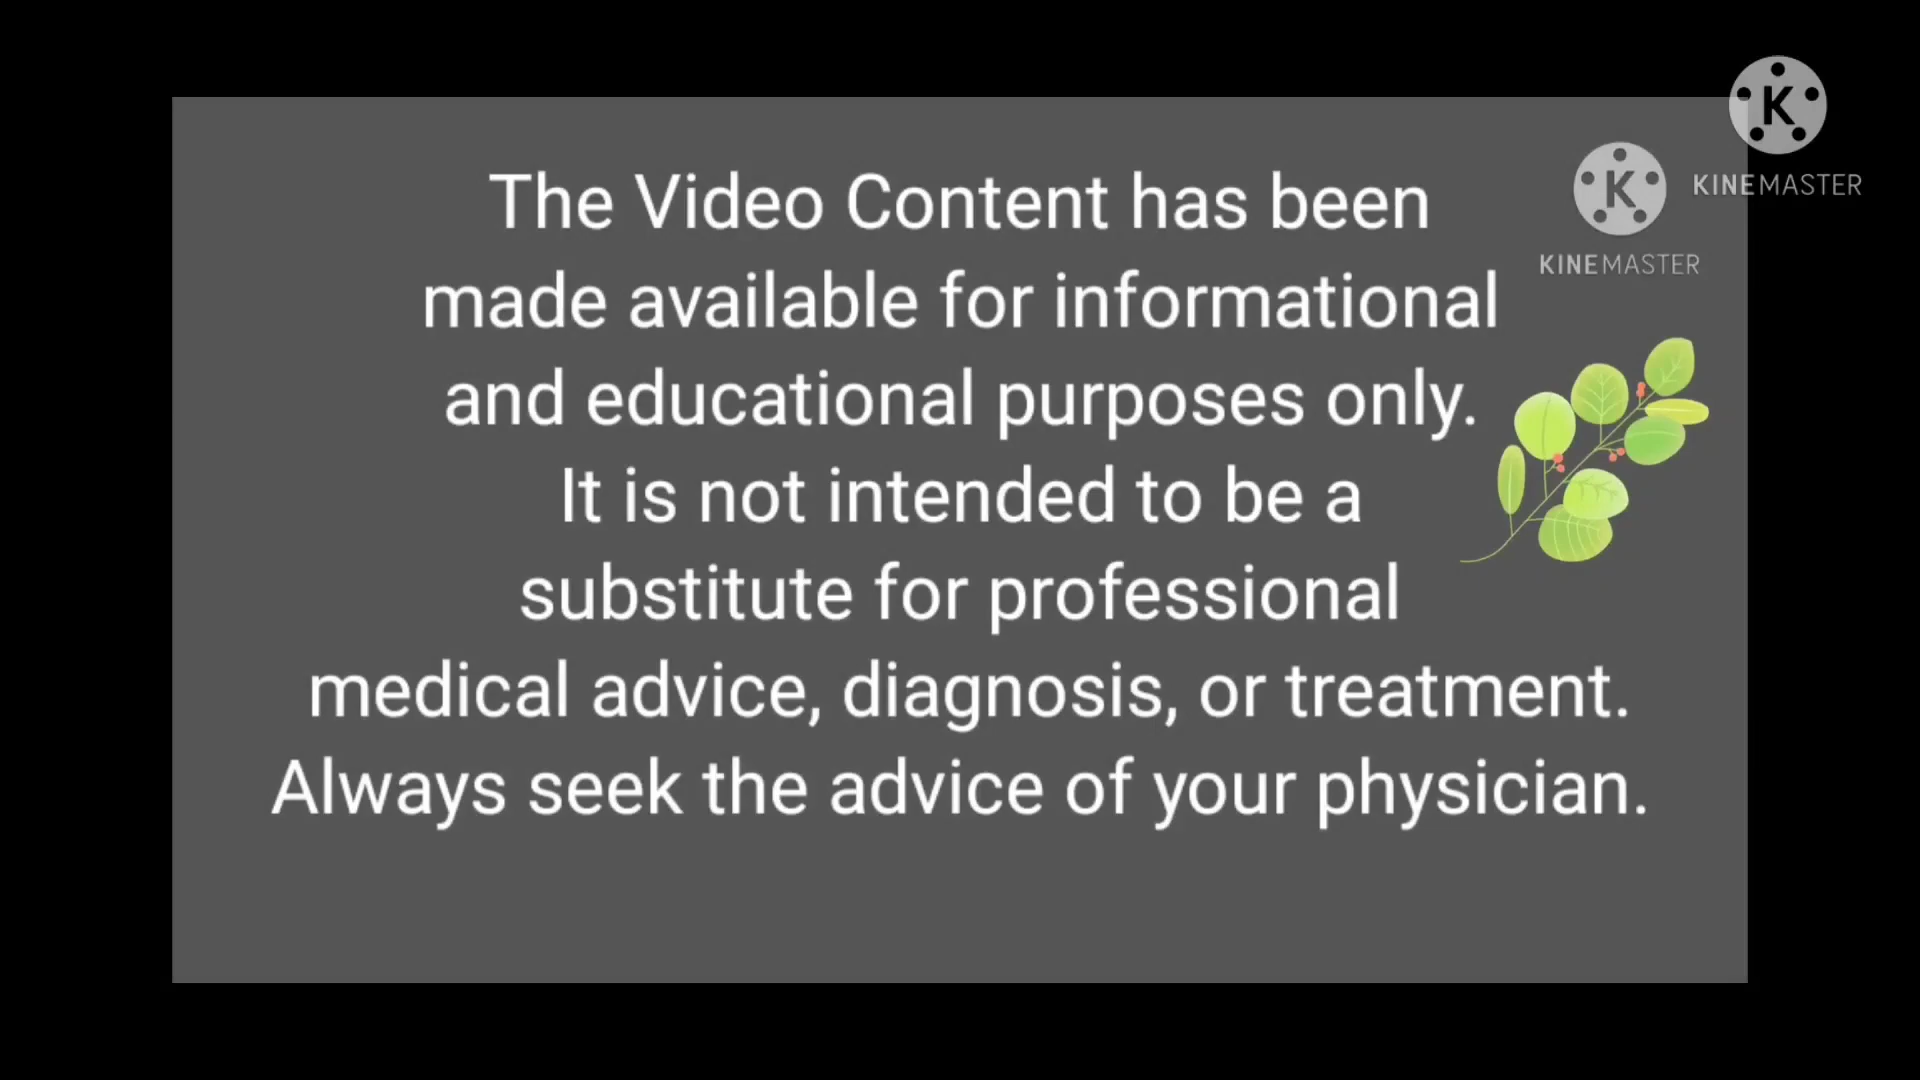 The Video Content has been
made available for informational
and educational purposes only.
It is not intended to be a
substitute for professional
medical advice, diagnosis, or treatment.
Always seek the advice of your physician.
K
KINEMASTER
K
KINEMASTER